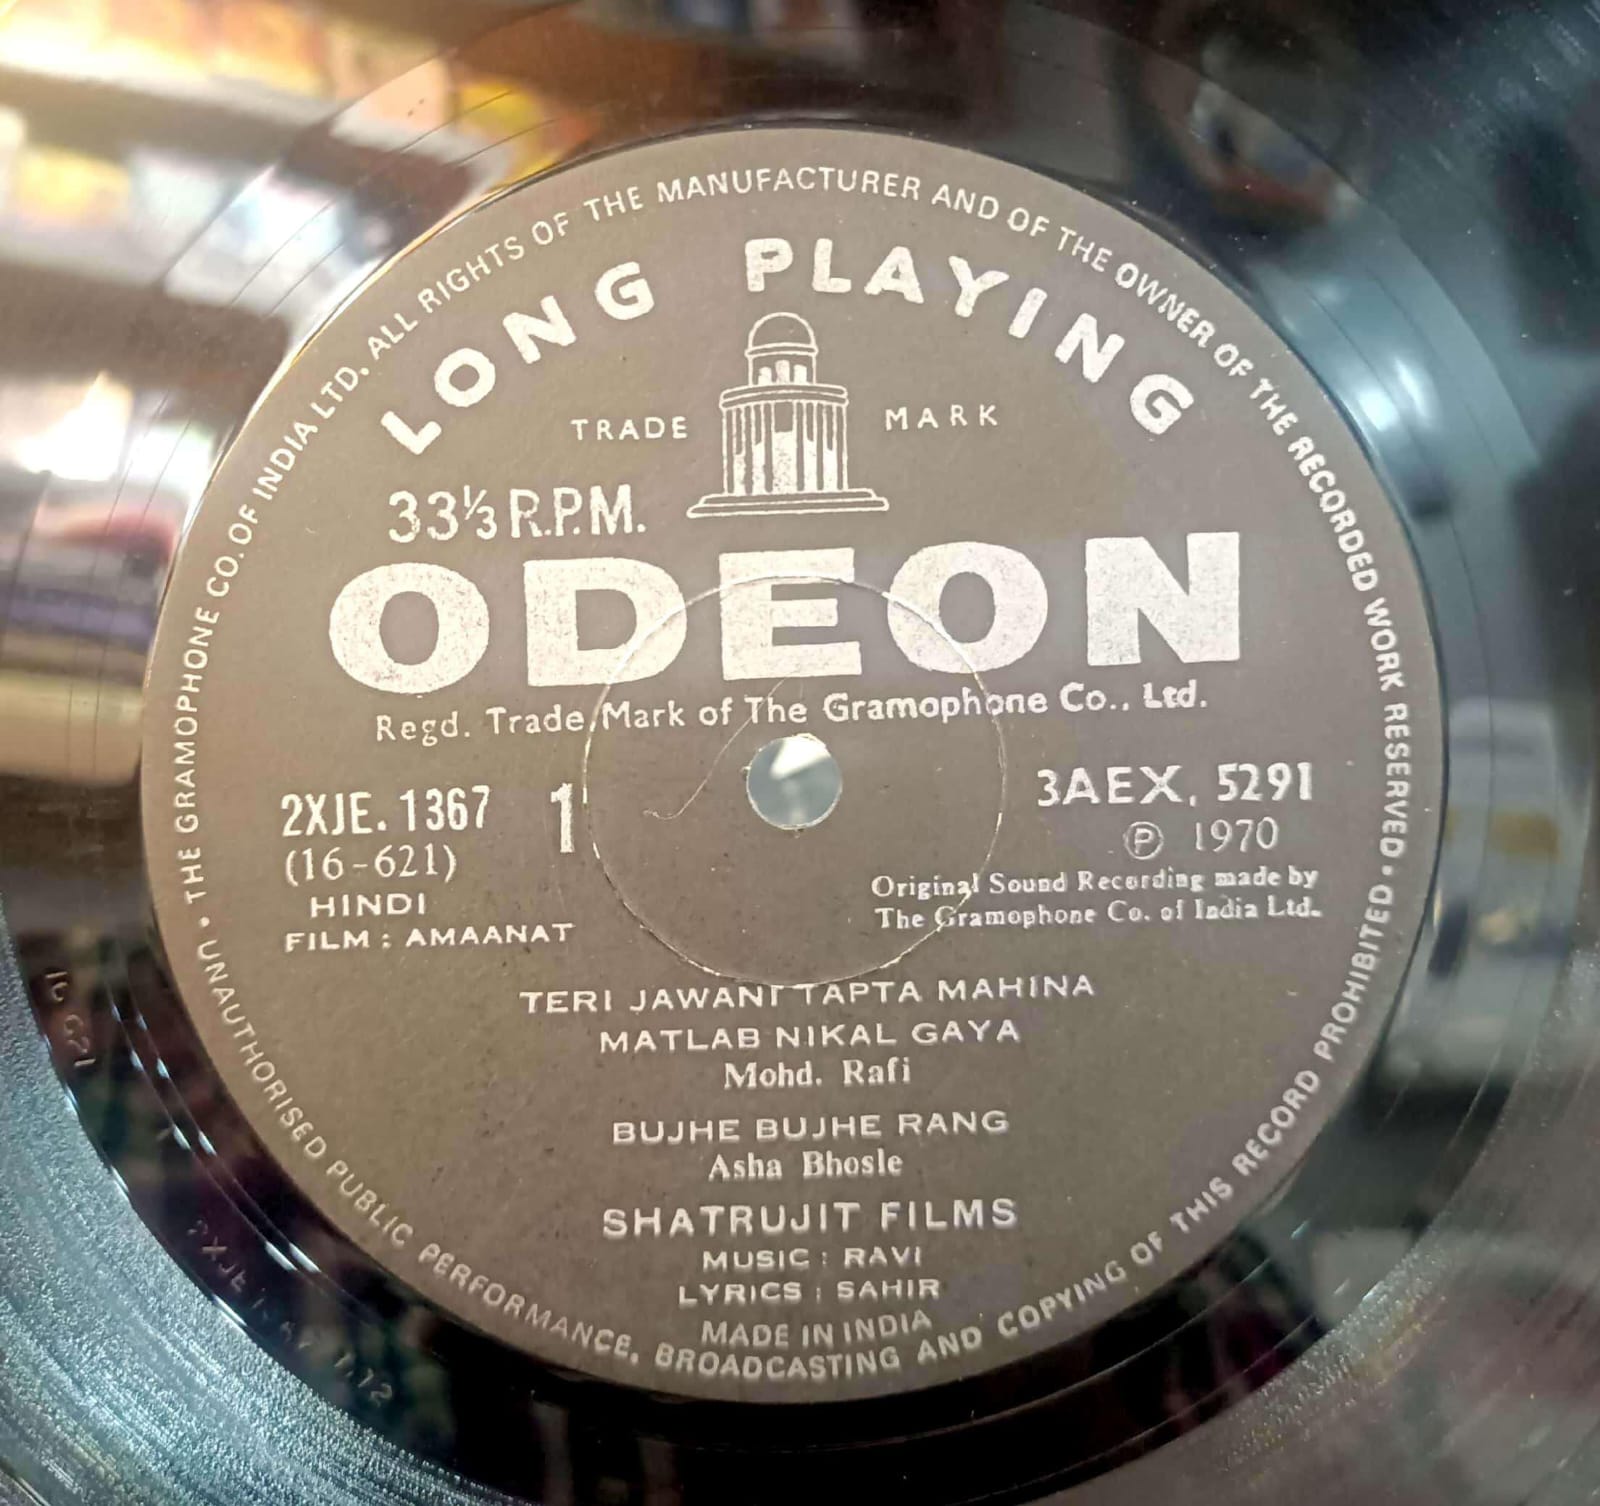 • THE GRAMOPHONE CO. OF INDIA LTD. ALL RIGHTS OF THE MANUFACTURER AND OF THE OWNER OF THE RECORDED WORK RESERVED •
UNAUTHORISED PUBLIC PERFORMANCE, BROADCASTING AND COPYING OF THIS RECORD PROHIBITED
LONG PLAYING
TRADE MARK
33⅓ R.P.M.
ODEON
Regd. Trade Mark of The Gramophone Co., Ltd.
2XJE. 1367 1 3AEX. 5291
(16-621) Ⓟ 1970
HINDI
FILM : AMAANAT
Original Sound Recording made by
The Gramophone Co. of India Ltd.
TERI JAWANI TAPTA MAHINA
MATLAB NIKAL GAYA
Mohd. Rafi
BUJHE BUJHE RANG
Asha Bhosle
SHATRUJIT FILMS
MUSIC : RAVI
LYRICS : SAHIR
MADE IN INDIA